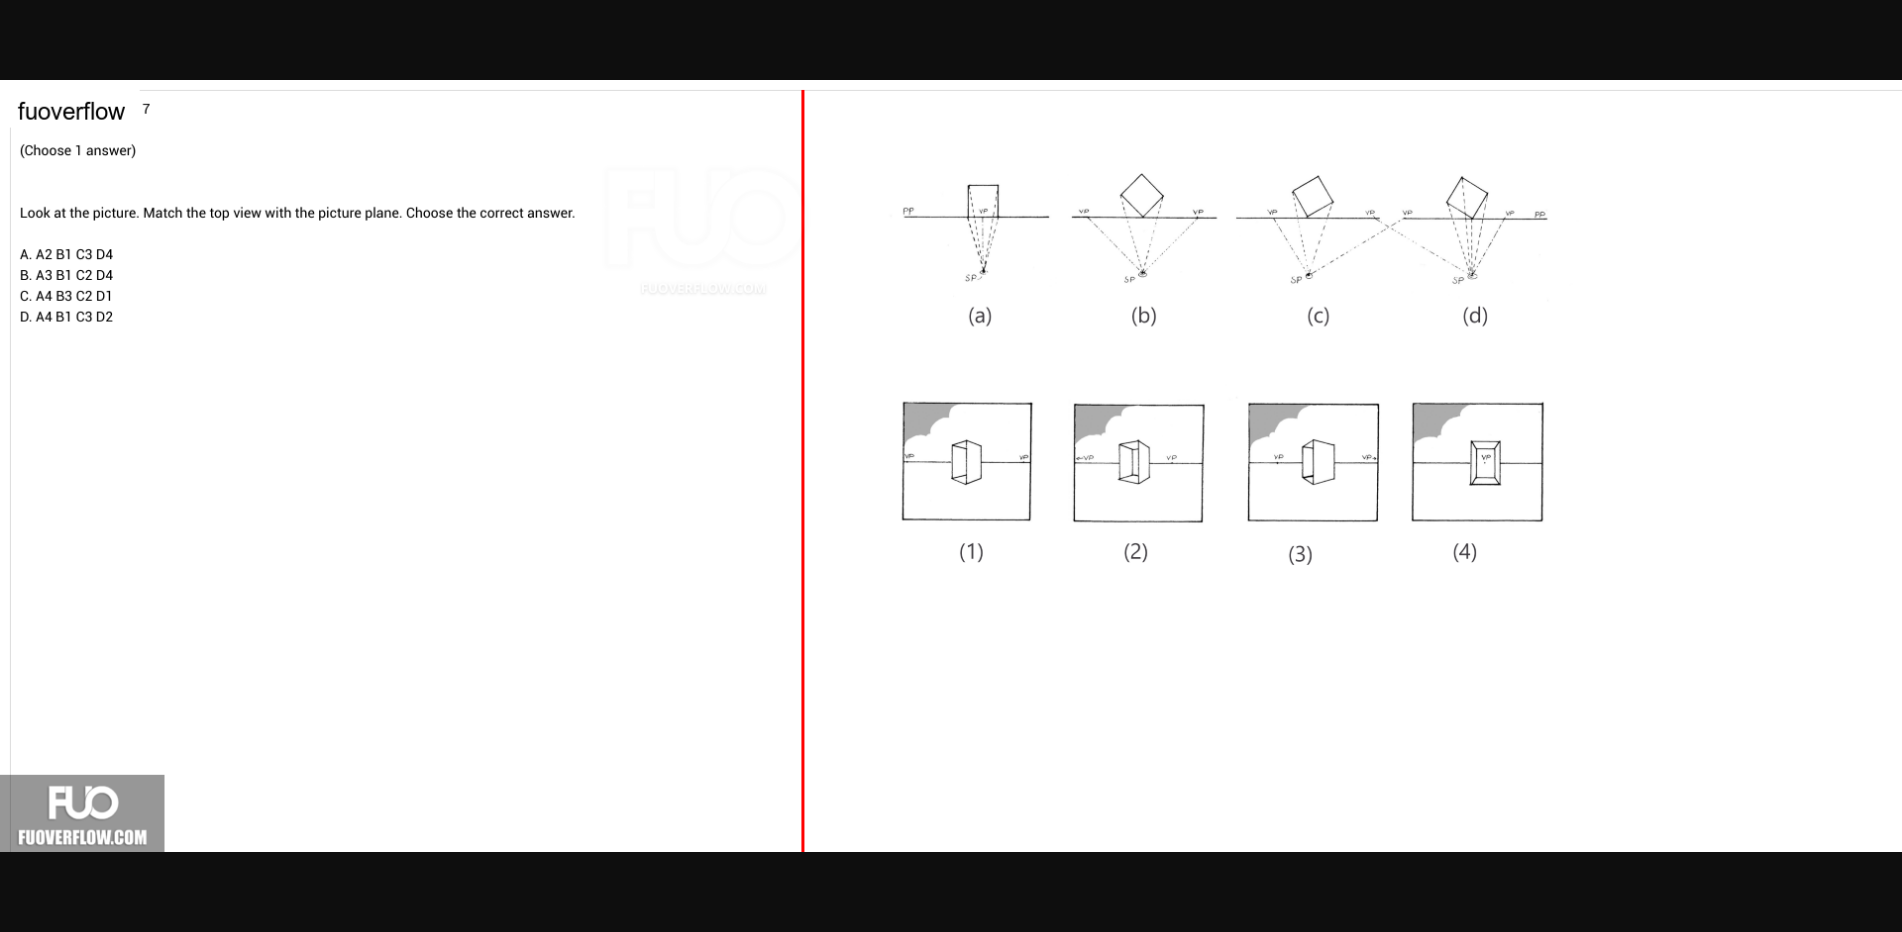 fuoverflow 7
(Choose 1 answer)
Look at the picture. Match the top view with the picture plane. Choose the correct answer.
A. A2 B1 C3 D4
B. A3 B1 C2 D4
C. A4 B3 C2 D1
D. A4 B1 C3 D2
FUO
FUOVERFLOW.COM
FUO
FUOVERFLOW.COM
PP VP VP VP VP VP VP VP PP
SP SP SP SP
(a) (b) (c) (d)
VP VP ←VP VP VP VP→ VP
(1) (2) (3) (4)